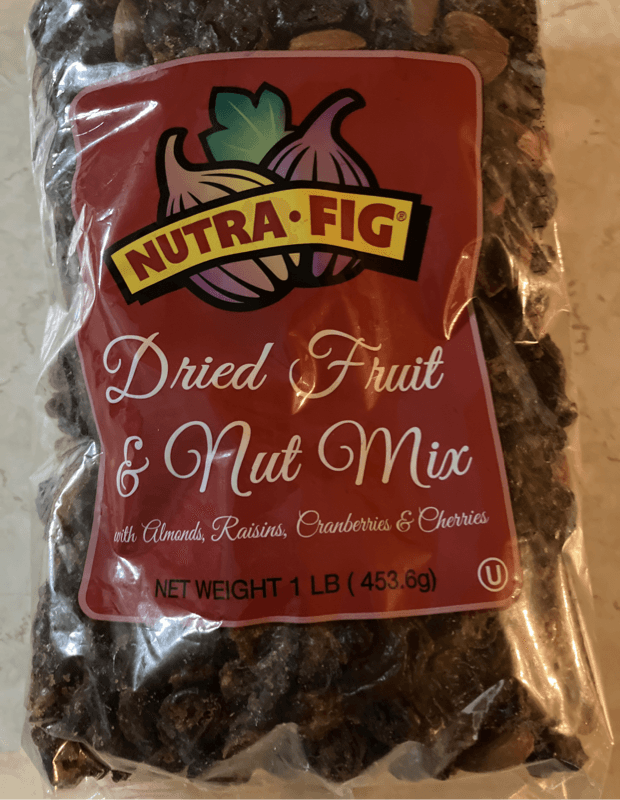 NUTRA•FIG®
Dried Fruit
& Nut Mix
with Almonds, Raisins, Cranberries & Cherries
NET WEIGHT 1 LB ( 453.6g)
U